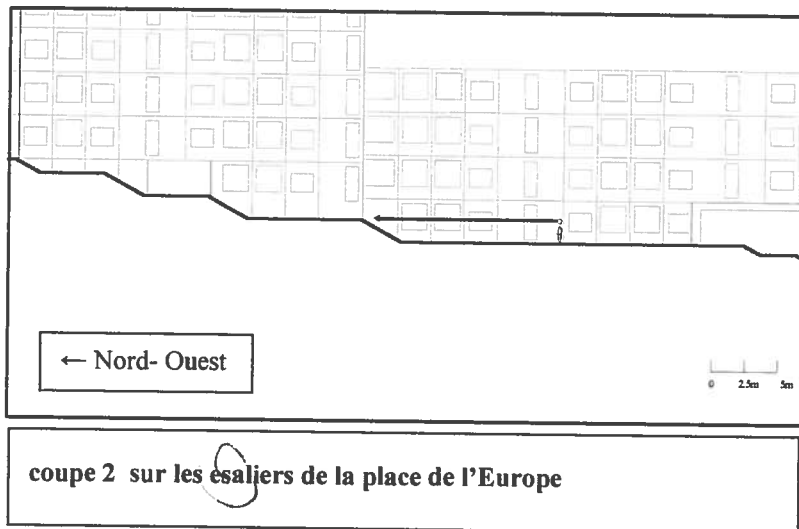 ← Nord- Ouest
0 2.5m 5m
coupe 2 sur les esaliers de la place de l'Europe